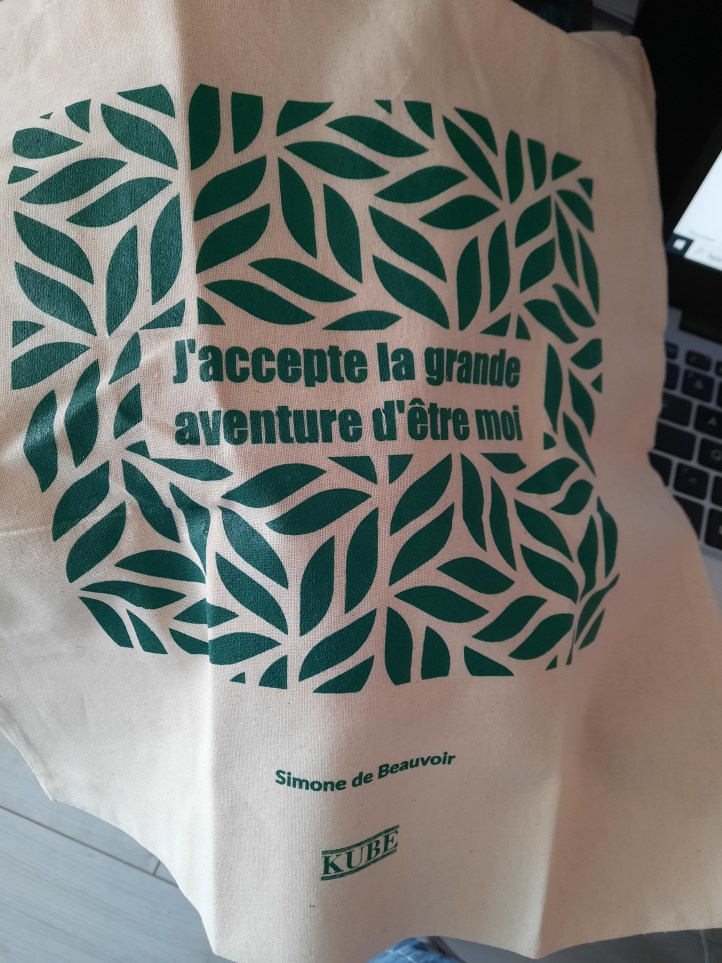 J'accepte la grande
aventure d'être moi
Simone de Beauvoir
KUBE